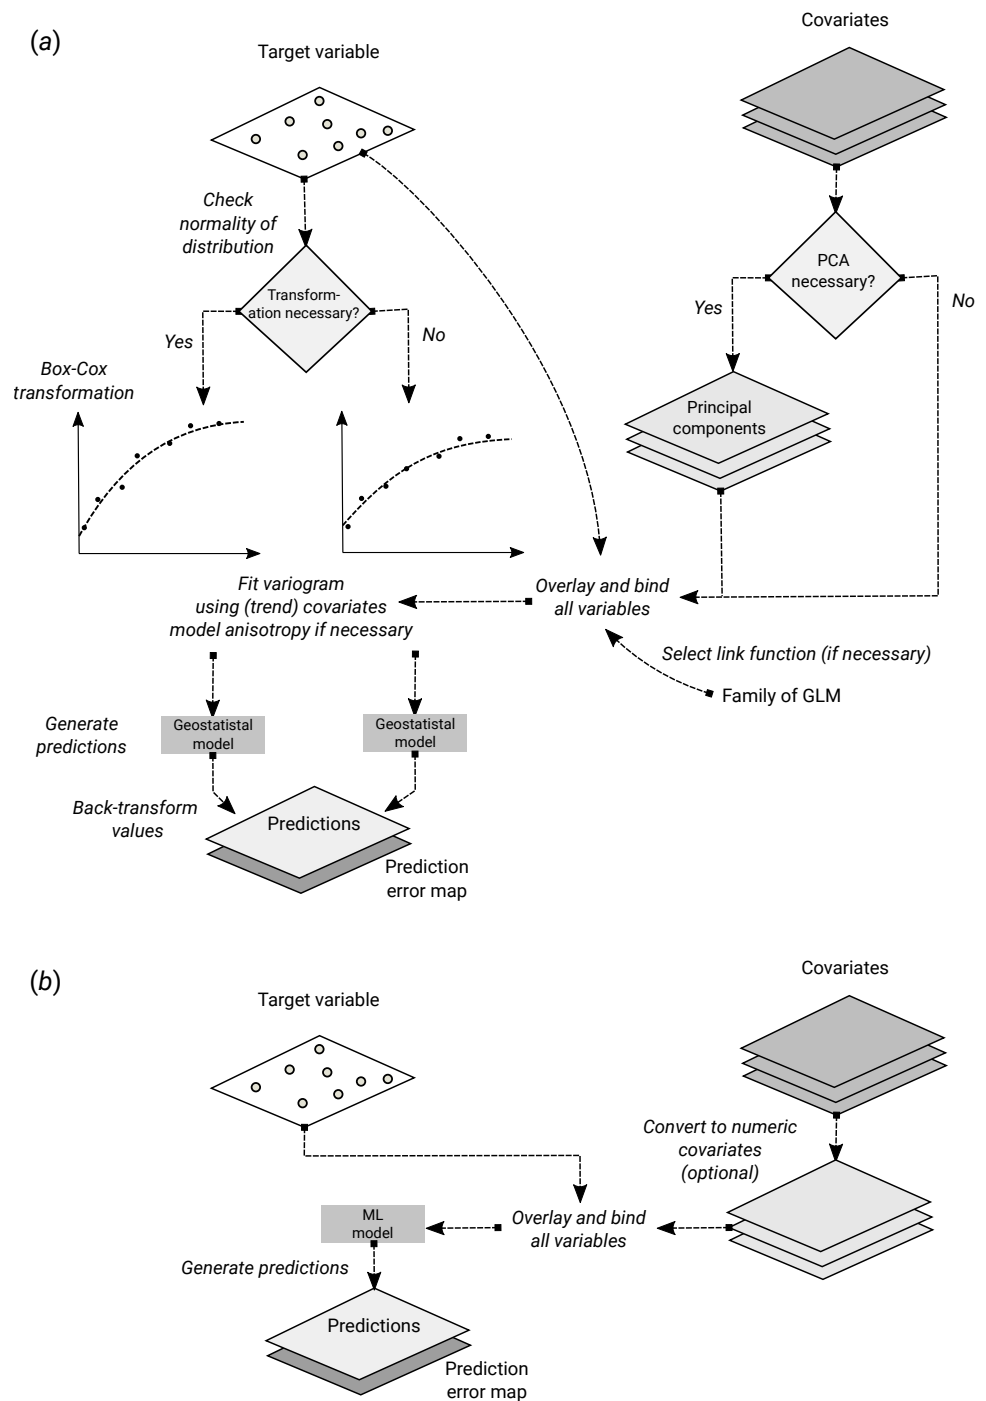 (a)
Target variable
Covariates
Check
normality of
distribution
Transform-
ation necessary?
Yes
No
PCA
necessary?
Yes
No
Box-Cox
transformation
Principal
components
Fit variogram
using (trend) covariates
model anisotropy if necessary
Overlay and bind
all variables
Select link function (if necessary)
Family of GLM
Generate
predictions
Geostatistal
model
Geostatistal
model
Back-transform
values
Predictions
Prediction
error map
(b)
Target variable
Covariates
Convert to numeric
covariates
(optional)
ML
model
Overlay and bind
all variables
Generate predictions
Predictions
Prediction
error map